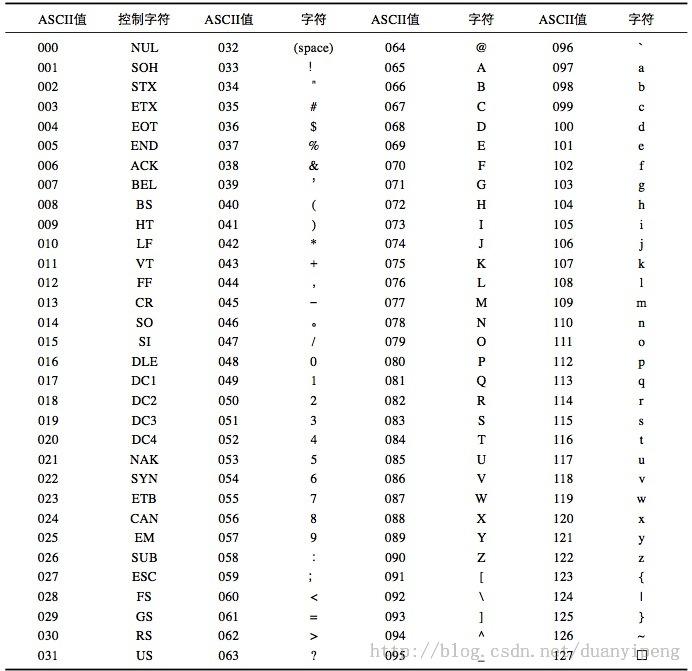 ASCII值 控制字符 ASCII值 字符 ASCII值 字符 ASCII值 字符
000 NUL 032 (space) 064 @ 096 `
001 SOH 033 ! 065 A 097 a
002 STX 034 " 066 B 098 b
003 ETX 035 # 067 C 099 c
004 EOT 036 $ 068 D 100 d
005 END 037 % 069 E 101 e
006 ACK 038 & 070 F 102 f
007 BEL 039 ' 071 G 103 g
008 BS 040 ( 072 H 104 h
009 HT 041 ) 073 I 105 i
010 LF 042 * 074 J 106 j
011 VT 043 + 075 K 107 k
012 FF 044 , 076 L 108 l
013 CR 045 - 077 M 109 m
014 SO 046 。 078 N 110 n
015 SI 047 / 079 O 111 o
016 DLE 048 0 080 P 112 p
017 DC1 049 1 081 Q 113 q
018 DC2 050 2 082 R 114 r
019 DC3 051 3 083 S 115 s
020 DC4 052 4 084 T 116 t
021 NAK 053 5 085 U 117 u
022 SYN 054 6 086 V 118 v
023 ETB 055 7 087 W 119 w
024 CAN 056 8 088 X 120 x
025 EM 057 9 089 Y 121 y
026 SUB 058 : 090 Z 122 z
027 ESC 059 ; 091 [ 123 {
028 FS 060 < 092 \ 124 |
029 GS 061 = 093 ] 125 }
030 RS 062 > 094 ^ 126 ~
031 US 063 ? 095 _ 127 □
http://blog.csdn.net/duanyipeng